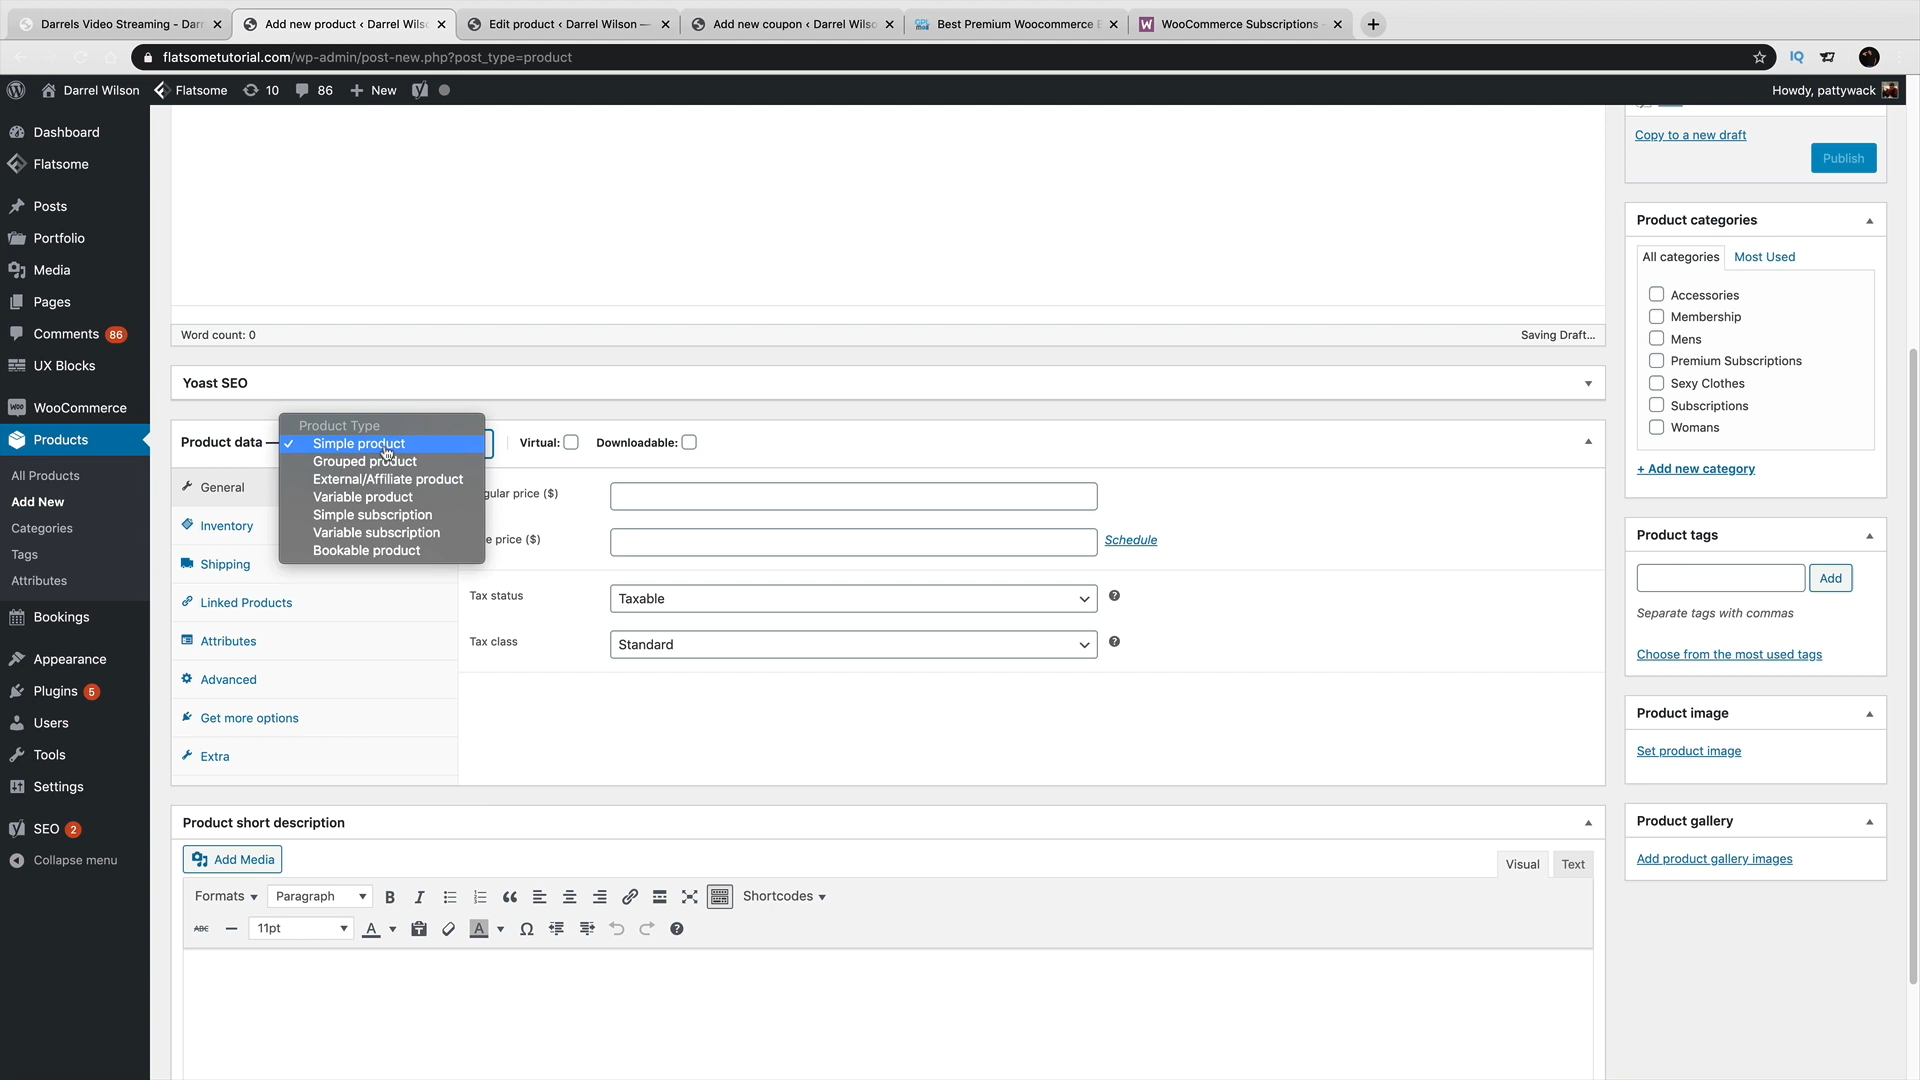 Darrels Video Streaming - Darr
Add new product ‹ Darrel Wils
Edit product ‹ Darrel Wilson —
Add new coupon ‹ Darrel Wils
Best Premium Woocommerce
WooCommerce Subscriptions
flatsometutorial.com/wp-admin/post-new.php?post_type=product
IQ
Darrel Wilson
Flatsome
10
86
New
Howdy, pattywack
Dashboard
Flatsome
Posts
Portfolio
Media
Pages
Comments 86
UX Blocks
WooCommerce
Products
All Products
Add New
Categories
Tags
Attributes
Bookings
Appearance
Plugins 5
Users
Tools
Settings
SEO 2
Collapse menu
Word count: 0
Saving Draft...
Yoast SEO
Product data —
Product Type
Simple product
Grouped product
External/Affiliate product
Variable product
Simple subscription
Variable subscription
Bookable product
Virtual:
Downloadable:
General
Inventory
Shipping
Linked Products
Attributes
Advanced
Get more options
Extra
gular price ($)
e price ($)
Schedule
Tax status
Taxable
Tax class
Standard
Product short description
Add Media
Visual
Text
Formats
Paragraph
B
I
Shortcodes
ABC
11pt
A
A
Ω
Copy to a new draft
Publish
Product categories
All categories
Most Used
Accessories
Membership
Mens
Premium Subscriptions
Sexy Clothes
Subscriptions
Womans
+ Add new category
Product tags
Add
Separate tags with commas
Choose from the most used tags
Product image
Set product image
Product gallery
Add product gallery images